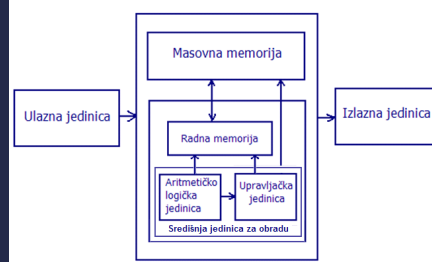 Masovna memorija
Ulazna jedinica
Izlazna jedinica
Radna memorija
Aritmetičko
logička
jedinica
Upravljačka
jedinica
Središnja jedinica za obradu